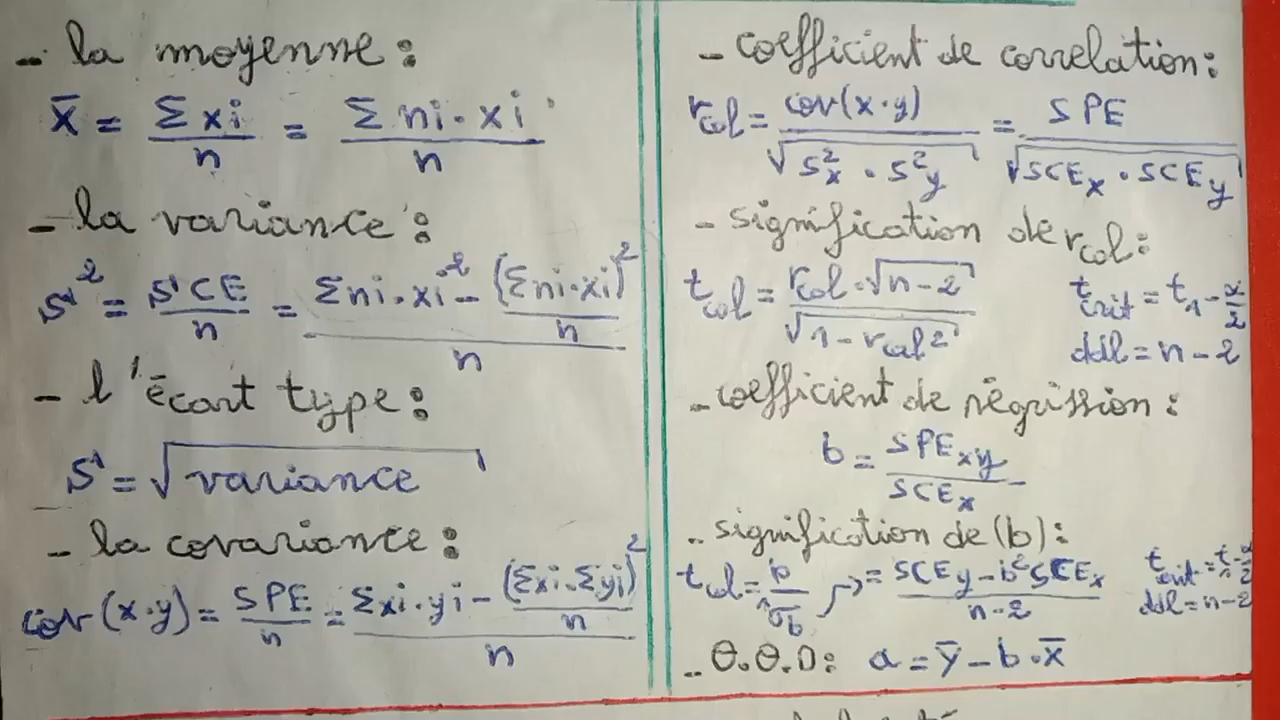 - la moyenne:
x̄ = Σxi/n = Σni.xi/n
- la variance:
S² = SCE/n = (Σni.xi² - (Σni.xi)²/n)/n
- l'écart type:
S = √variance
- la covariance:
cov(x.y) = SPE/n = (Σxi.yi - (Σxi.Σyi)²/n)/n
- coefficient de correlation:
rcal = cov(x.y)/√(S²x . S²y) = SPE/√(SCEx . SCEy)
- signification de rcal:
tcal = rcal.√(n-2)/√(1-rcal²) tcrit = t1-α/2
ddl = n-2
- coefficient de régression:
b = SPExy/SCEx
- signification de (b):
tcal = b/σ̂b → = (SCEy - b²SCEx)/(n-2) tcrit = t1-α/2
ddl = n-2
- O.O.O: a = ȳ - b.x̄